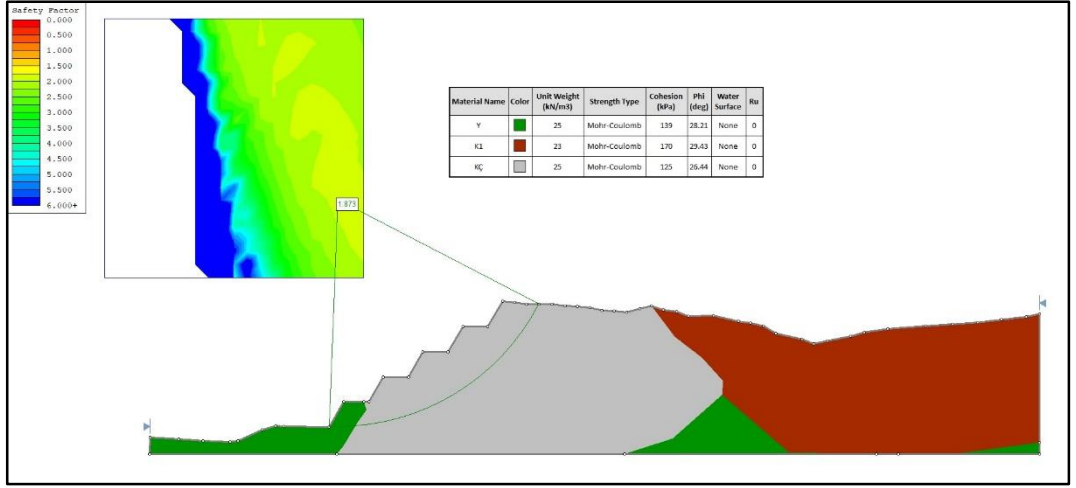 Safety Factor
0.000
0.500
1.000
1.500
2.000
2.500
3.000
3.500
4.000
4.500
5.000
5.500
6.000+
1.873
Material Name Color Unit Weight (kN/m3) Strength Type Cohesion (kPa) Phi (deg) Water Surface Ru
Y 25 Mohr-Coulomb 139 28.21 None 0
K1 23 Mohr-Coulomb 170 29.43 None 0
KÇ 25 Mohr-Coulomb 125 26.44 None 0